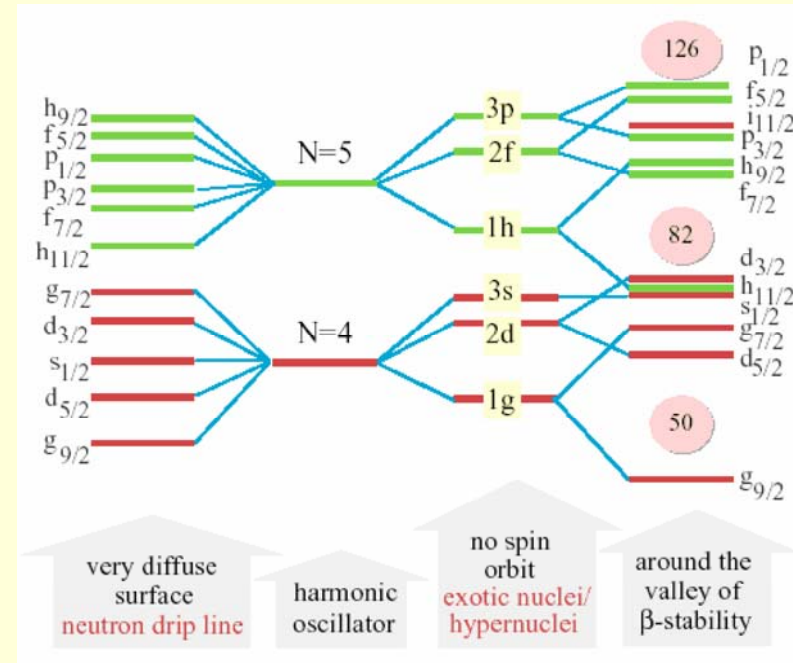 h9/2
f5/2
p1/2
p3/2
f7/2
h11/2
g7/2
d3/2
s1/2
d5/2
g9/2
N=5
N=4
3p
2f
1h
3s
2d
1g
126
82
50
p1/2
f5/2
i11/2
p3/2
h9/2
f7/2
d3/2
h11/2
s1/2
g7/2
d5/2
g9/2
very diffuse
surface
neutron drip line
harmonic
oscillator
no spin
orbit
exotic nuclei/
hypernuclei
around the
valley of
β-stability